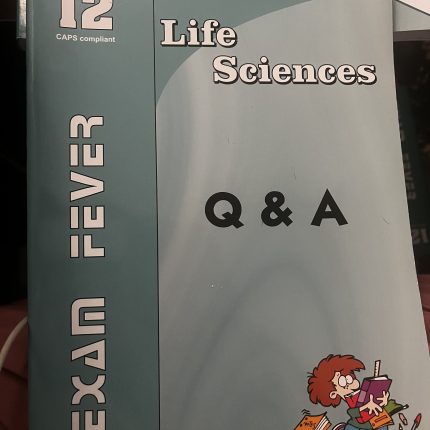 12
CAPS compliant
Life
Sciences
Q & A
EXAM FEVER